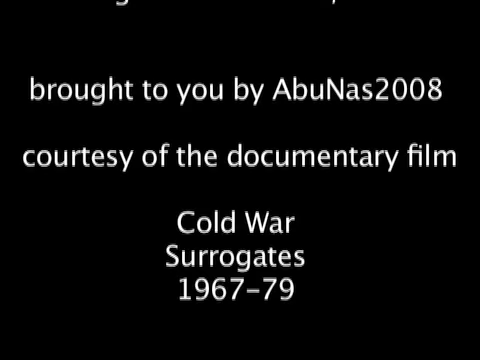 brought to you by AbuNas2008
courtesy of the documentary film
Cold War
Surrogates
1967-79